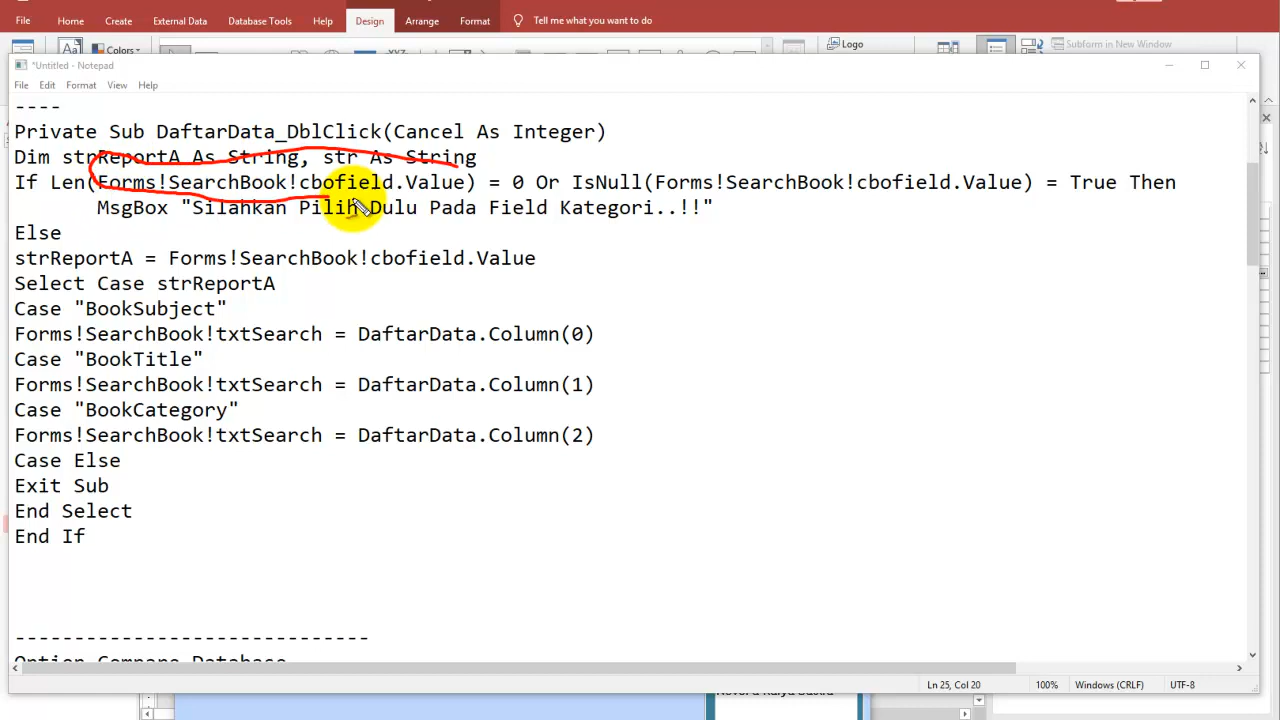 File Home Create External Data Database Tools Help Design Arrange Format Tell me what you want to do
Colors Logo Subform in New Window
*Untitled - Notepad
File Edit Format View Help
----
Private Sub DaftarData_DblClick(Cancel As Integer)
Dim strReportA As String, str As String
If Len(Forms!SearchBook!cbofield.Value) = 0 Or IsNull(Forms!SearchBook!cbofield.Value) = True Then
MsgBox "Silahkan Pilih Dulu Pada Field Kategori..!!"
Else
strReportA = Forms!SearchBook!cbofield.Value
Select Case strReportA
Case "BookSubject"
Forms!SearchBook!txtSearch = DaftarData.Column(0)
Case "BookTitle"
Forms!SearchBook!txtSearch = DaftarData.Column(1)
Case "BookCategory"
Forms!SearchBook!txtSearch = DaftarData.Column(2)
Case Else
Exit Sub
End Select
End If
------------------------------
Option Compare Database
Ln 25, Col 20 100% Windows (CRLF) UTF-8